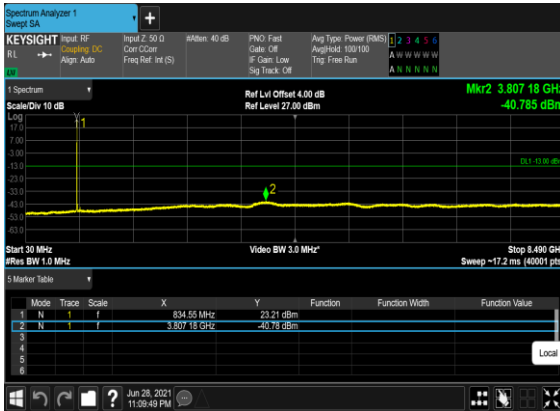 Spectrum Analyzer 1
Swept SA
+
KEYSIGHT Input: RF Input Z: 50 Ω #Atten: 40 dB PNO: Fast Avg Type: Power (RMS) 1 2 3 4 5 6
RL Coupling: DC Corr CCorr Gate: Off Avg|Hold: 100/100 A W W W W W
Align: Auto Freq Ref: Int (S) IF Gain: Low Trig: Free Run
Sig Track: Off A N N N N N
1 Spectrum
Scale/Div 10 dB
Ref Lvl Offset 4.00 dB
Ref Level 27.00 dBm
Mkr2 3.807 18 GHz
-40.785 dBm
Log
17.0
7.00
-3.00
-13.0
-23.0
-33.0
-43.0
-53.0
-63.0
1
DL1 -13.00 dBm
2
Start 30 MHz Video BW 3.0 MHz* Stop 8.490 GHz
#Res BW 1.0 MHz Sweep ~17.2 ms (40001 pts)
5 Marker Table
Mode Trace Scale X Y Function Function Width Function Value
1 N 1 f 834.55 MHz 23.21 dBm
2 N 1 f 3.807 18 GHz -40.78 dBm
3
4
5
6
Local
? Jun 28, 2021
11:09:49 PM